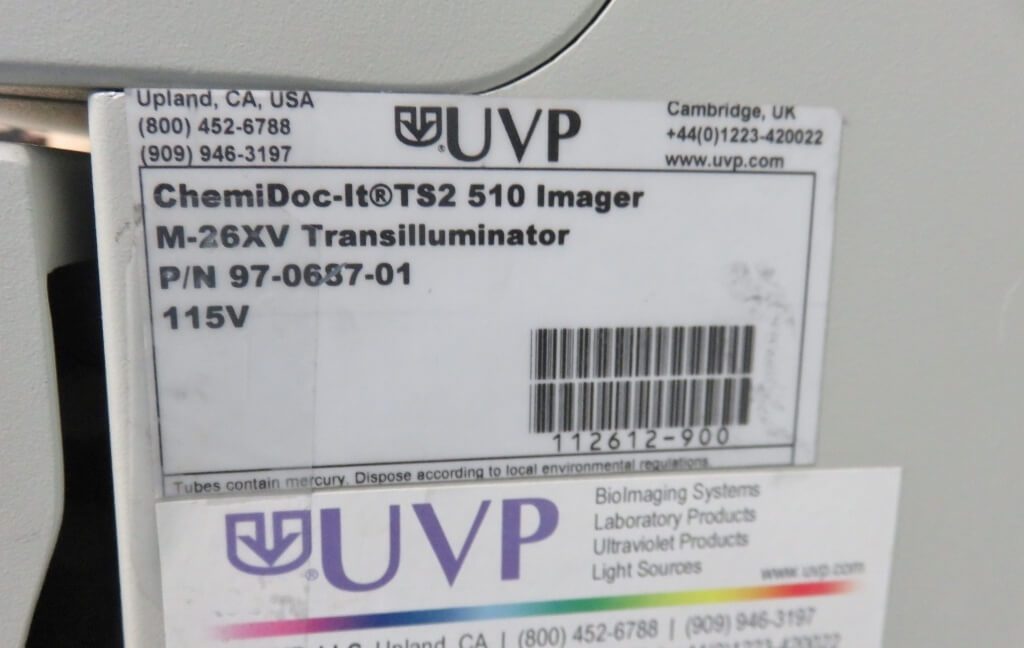 Upland, CA, USA
(800) 452-6788
(909) 946-3197
UVP
Cambridge, UK
+44(0)1223-420022
www.uvp.com
ChemiDoc-It®TS2 510 Imager
M-26XV Transilluminator
P/N 97-0687-01
115V
112612-900
Tubes contain mercury. Dispose according to local environmental regulations.
UVP
BioImaging Systems
Laboratory Products
Ultraviolet Products
Light Sources
www.uvp.com
Upland, CA | (800) 452-6788 | (909) 946-3197